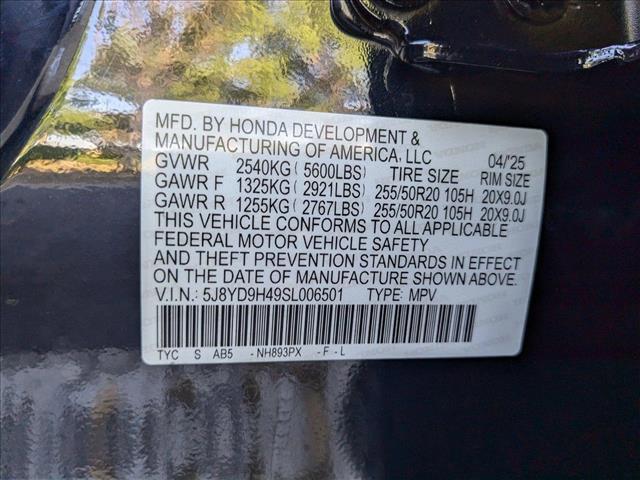 MFD. BY HONDA DEVELOPMENT &
MANUFACTURING OF AMERICA, LLC 04/'25
GVWR 2540KG ( 5600LBS) TIRE SIZE RIM SIZE
GAWR F 1325KG ( 2921LBS) 255/50R20 105H 20X9.0J
GAWR R 1255KG ( 2767LBS) 255/50R20 105H 20X9.0J
THIS VEHICLE CONFORMS TO ALL APPLICABLE
FEDERAL MOTOR VEHICLE SAFETY
AND THEFT PREVENTION STANDARDS IN EFFECT
ON THE DATE OF MANUFACTURE SHOWN ABOVE.
V.I.N.: 5J8YD9H49SL006501 TYPE: MPV
TYC S AB5 -NH893PX -F-L